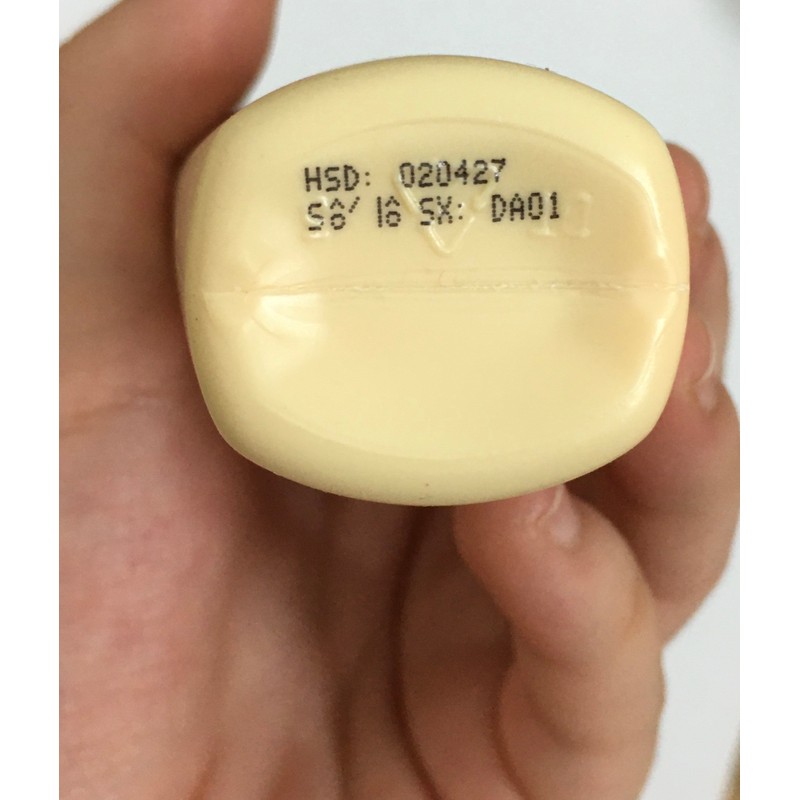 HSD: 020427
Số/ lô SX: DA01